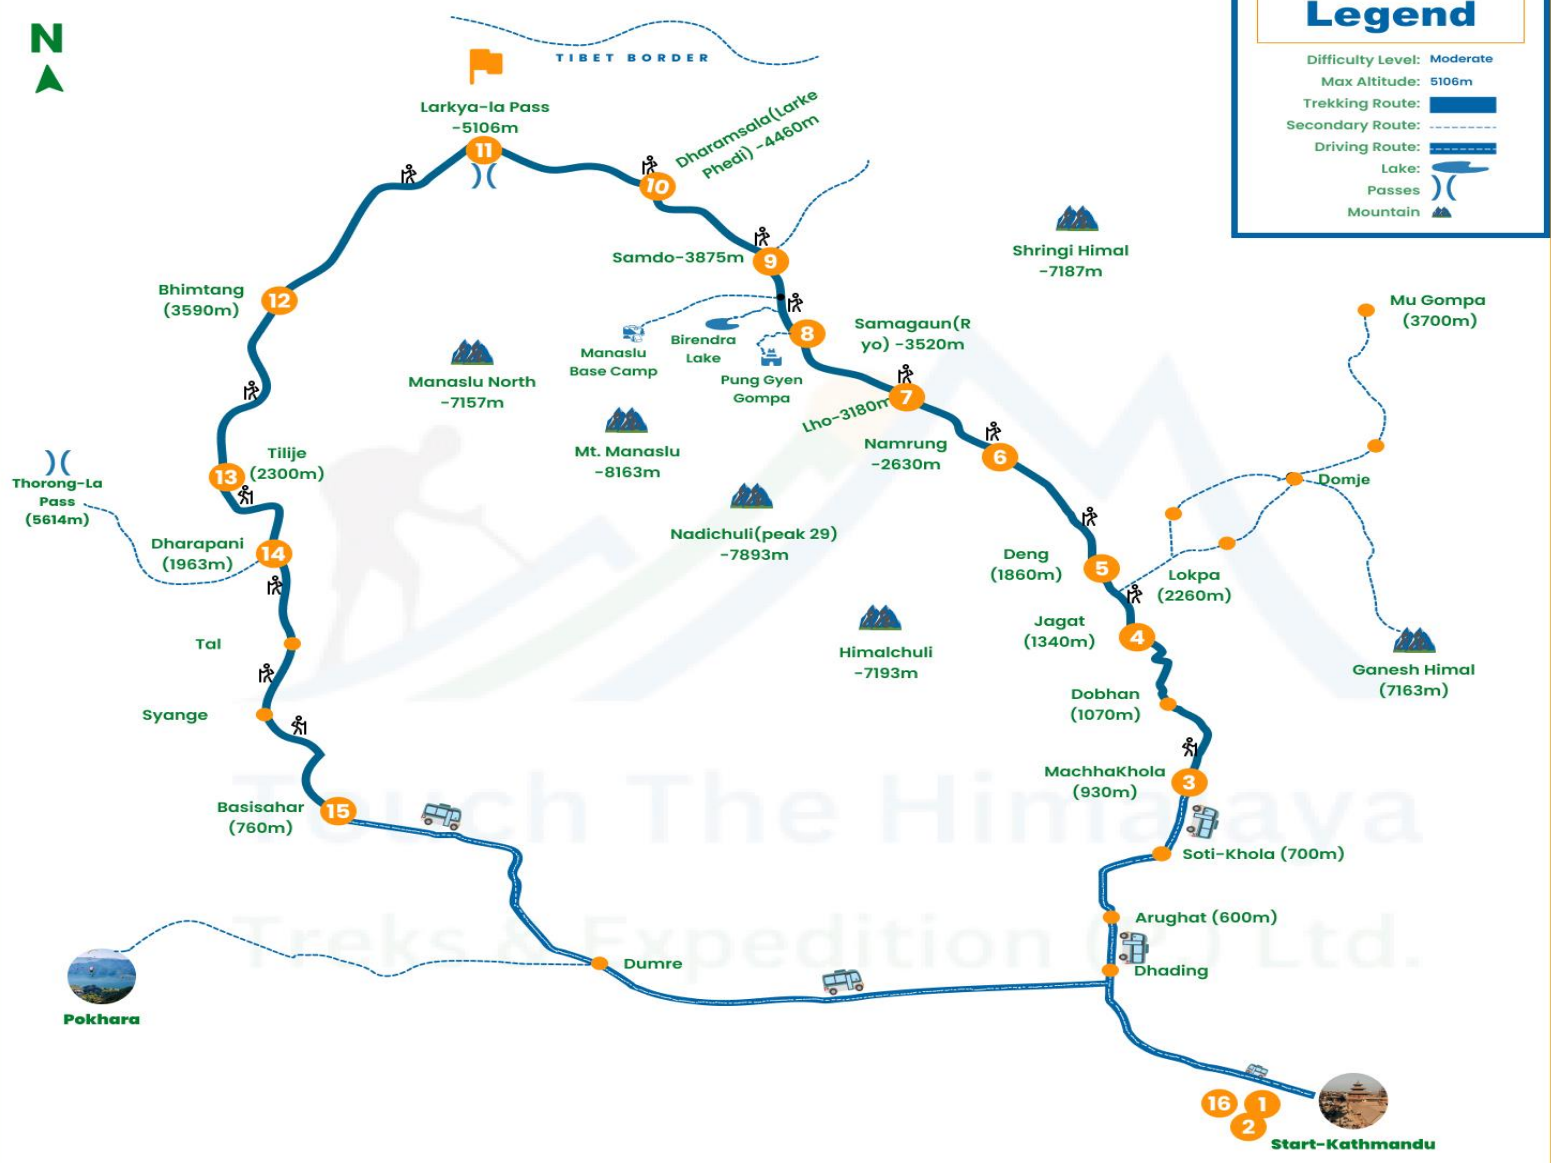 N
TIBET BORDER
Legend
Difficulty Level: Moderate
Max Altitude: 5106m
Trekking Route:
Secondary Route:
Driving Route:
Lake:
Passes
Mountain
Larkya-la Pass
-5106m
11
Dharamsala(Larke
Phedi) -4460m
10
Samdo-3875m
9
Shringi Himal
-7187m
Bhimtang
(3590m)
12
Mu Gompa
(3700m)
Manaslu
Base Camp
Birendra
Lake
Pung Gyen
Gompa
8
Samagaun(R
yo) -3520m
Manaslu North
-7157m
Lho-3180m
7
Mt. Manaslu
-8163m
Namrung
-2630m
6
Thorong-La
Pass
(5614m)
Tilije
(2300m)
13
Domje
Nadichuli(peak 29)
-7893m
Dharapani
(1963m)
14
Deng
(1860m)
5
Lokpa
(2260m)
Jagat
(1340m)
4
Tal
Himalchuli
-7193m
Ganesh Himal
(7163m)
Syange
Dobhan
(1070m)
MachhaKhola
(930m)
3
Basisahar
(760m)
15
Touch The Himalaya
Soti-Khola (700m)
Arughat (600m)
Treks & Expedition (P) Ltd.
Dumre
Dhading
Pokhara
16
1
2
Start-Kathmandu